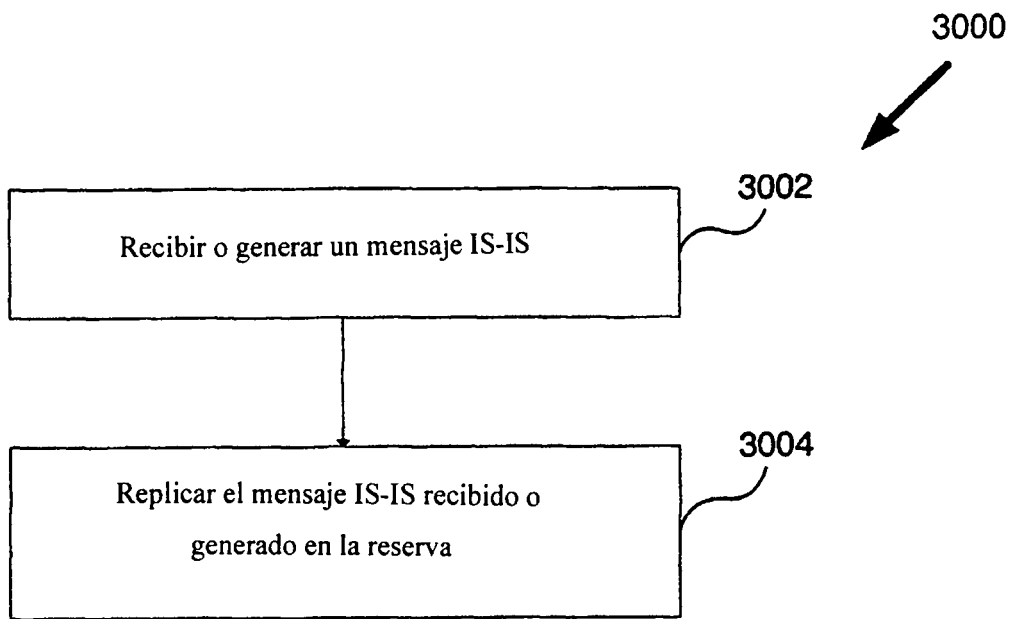 3000
3002
Recibir o generar un mensaje IS-IS
3004
Replicar el mensaje IS-IS recibido o
generado en la reserva